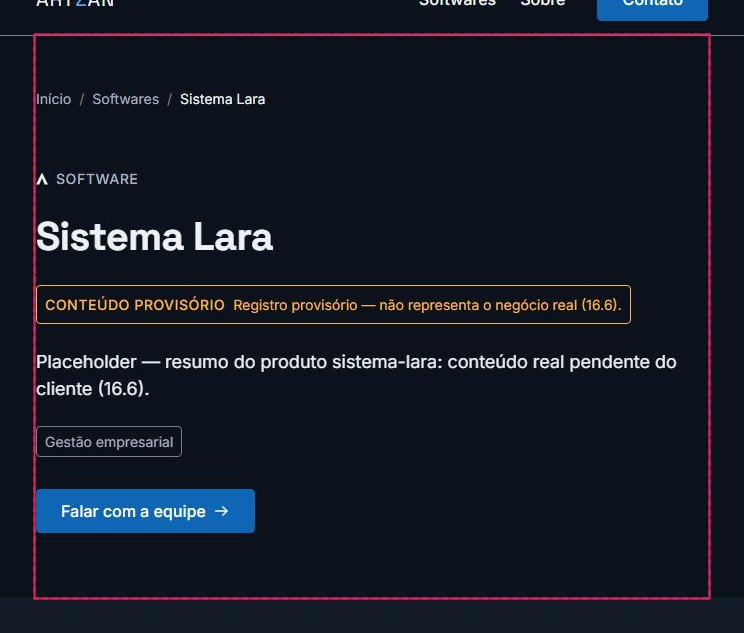 ARTZAN Softwares Sobre Contato
Início / Softwares / Sistema Lara
SOFTWARE
Sistema Lara
CONTEÚDO PROVISÓRIO Registro provisório — não representa o negócio real (16.6).
Placeholder — resumo do produto sistema-lara: conteúdo real pendente do
cliente (16.6).
Gestão empresarial
Falar com a equipe →